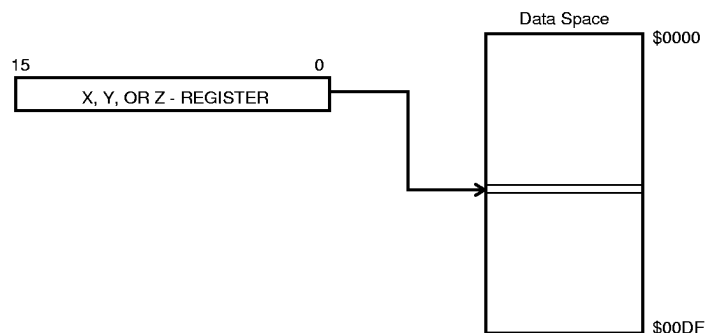 Data Space
$0000
15 0
X, Y, OR Z - REGISTER
$00DF